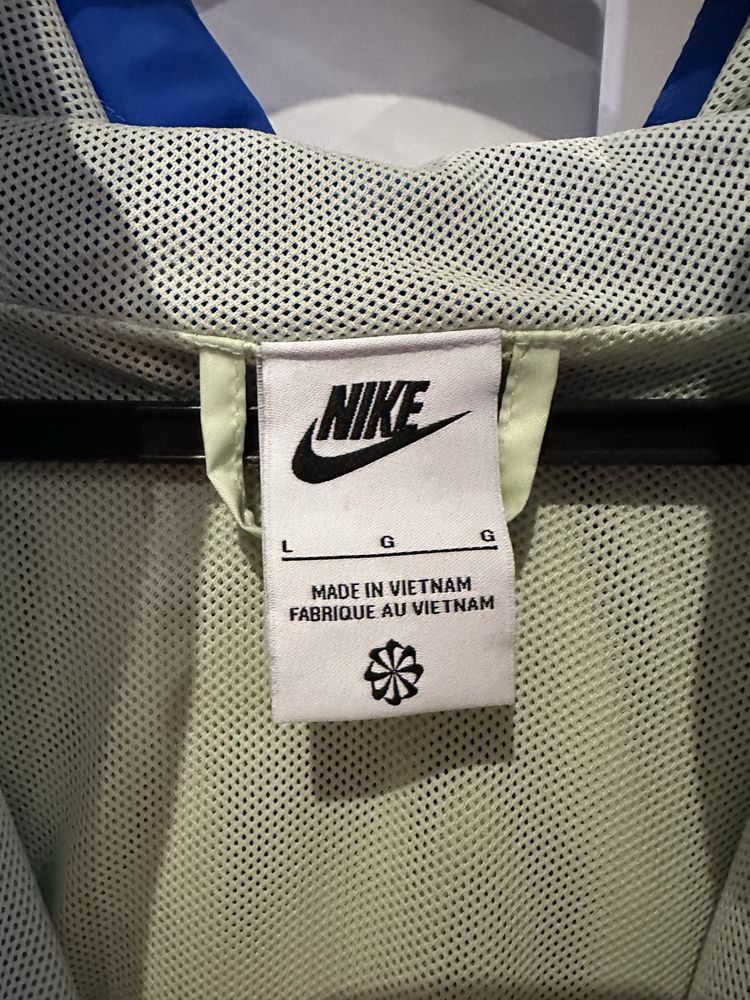 NIKE
L G G
MADE IN VIETNAM
FABRIQUE AU VIETNAM